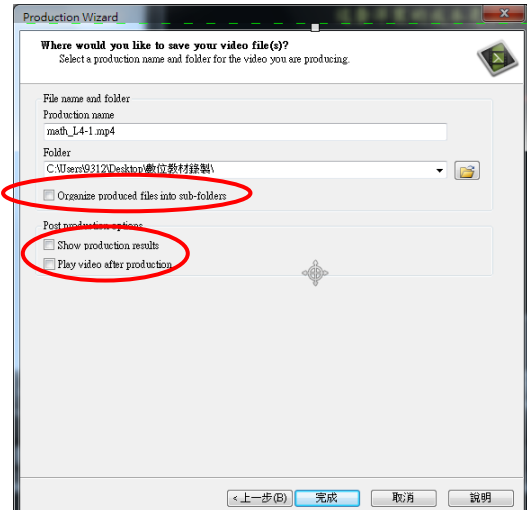 Production Wizard
Where would you like to save your video file(s)?
Select a production name and folder for the video you are producing.
File name and folder
Production name
math_L4-1.mp4
Folder
C:\Users\9312\Desktop\數位教材錄製\
Organize produced files into sub-folders
Post production options
Show production results
Play video after production
<上一步(B)
完成
取消
說明